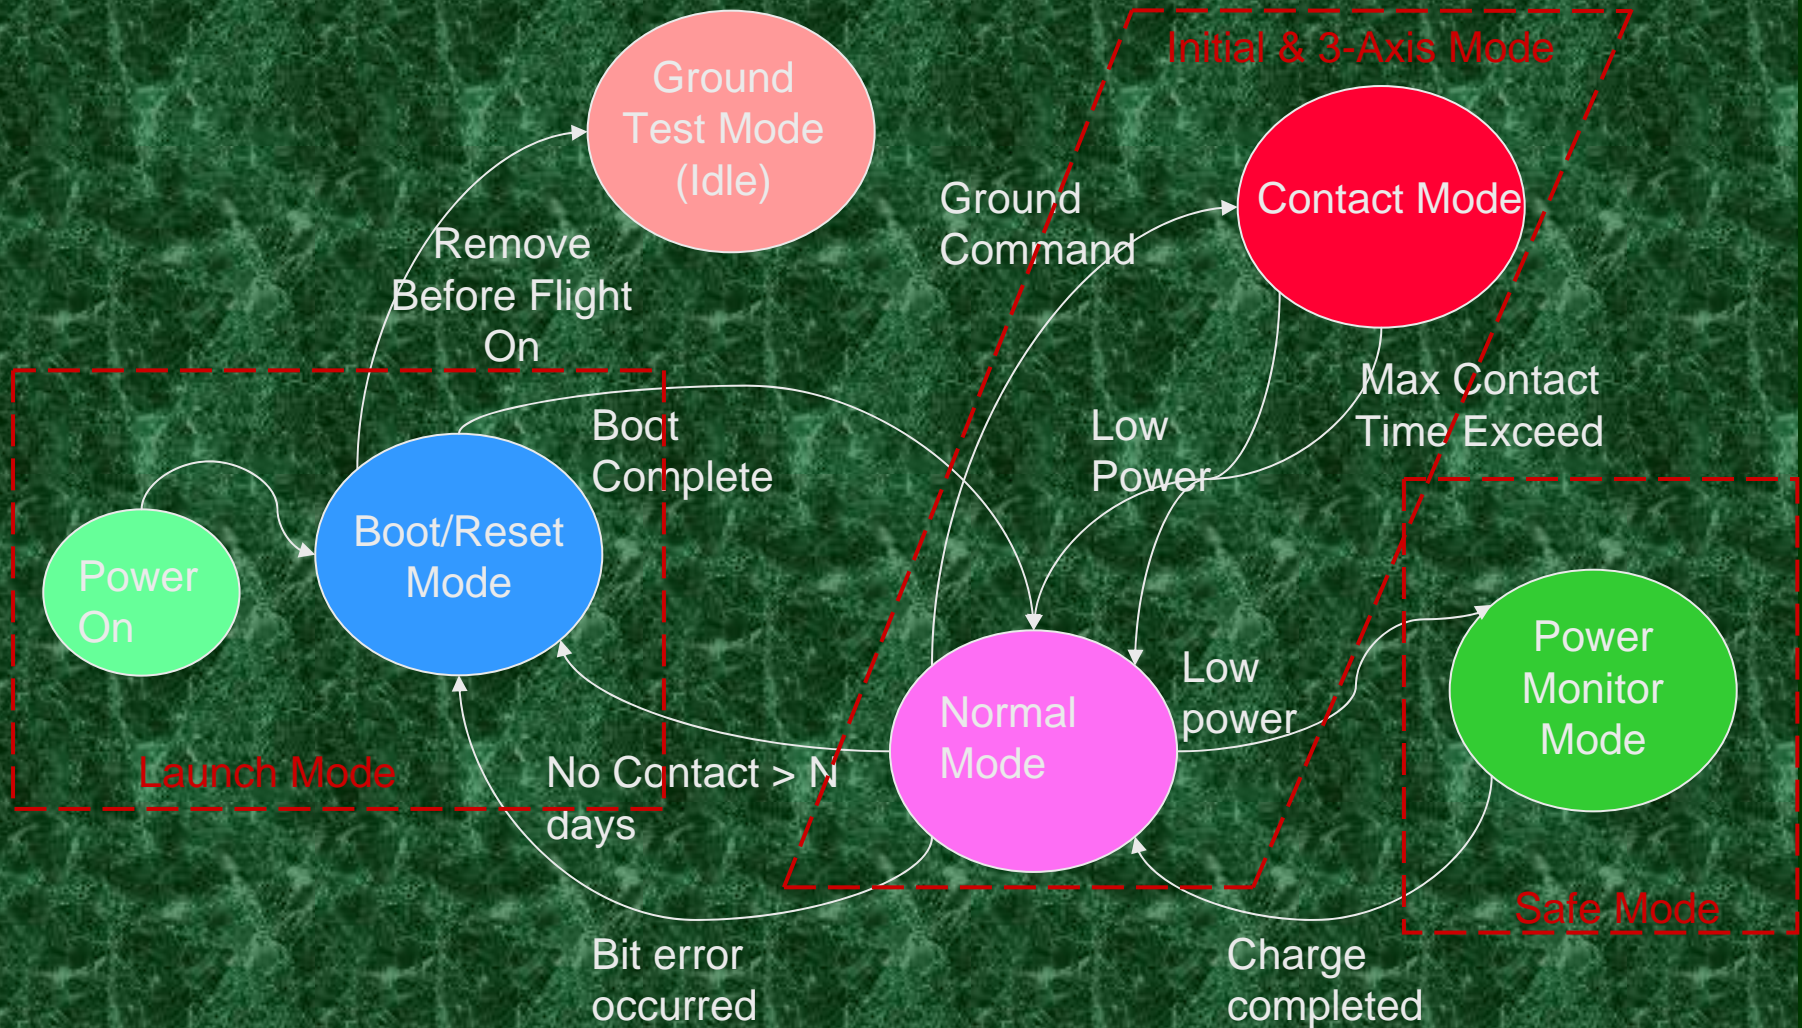 Initial & 3-Axis Mode
Ground
Test Mode
(Idle)
Contact Mode
Ground
Command
Remove
Before Flight
On
Max Contact
Time Exceed
Boot
Complete
Low
Power
Boot/Reset
Mode
Power
On
Power
Monitor
Mode
Low
power
Normal
Mode
Launch Mode
No Contact > N
days
Safe Mode
Bit error
occurred
Charge
completed